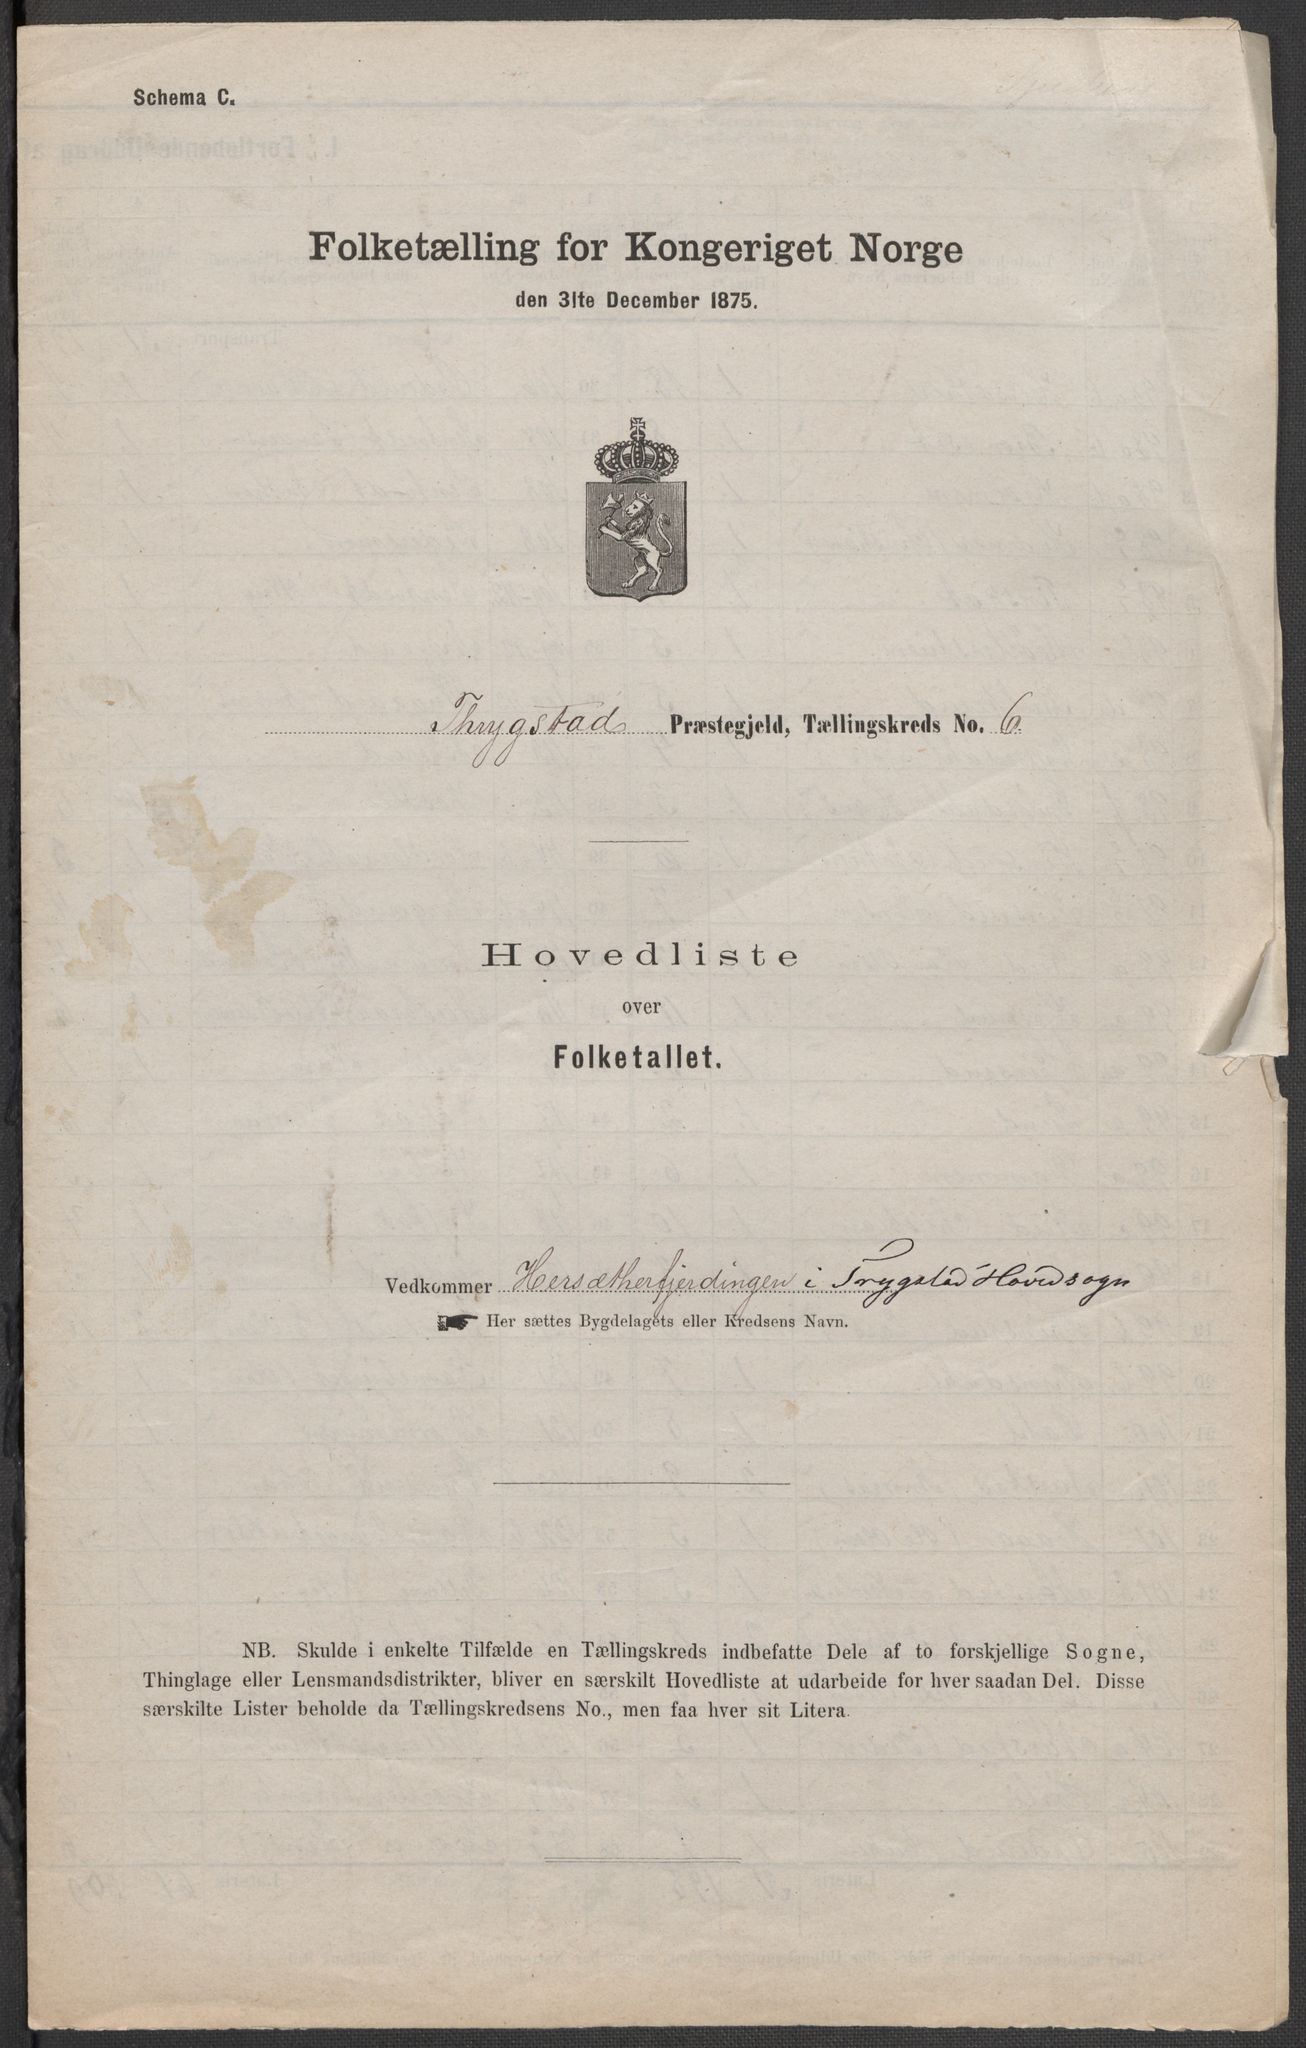 Schema C.
Folketælling for Kongeriget Norge
den 31te December 1875.
Thrygstad Præstegjeld, Tællingskreds No. 6
Hovedliste
over
Folketallet.
Vedkommer Hersætherfjerdingen i Trygstad Hovedsogn
Her sættes Bygdelagets eller Kredsens Navn.
NB. Skulde i enkelte Tilfælde en Tællingskreds indbefatte Dele af to forskjellige Sogne,
Thinglage eller Lensmandsdistrikter, bliver en særskilt Hovedliste at udarbeide for hver saadan Del. Disse
særskilte Lister beholde da Tællingskredsens No., men faa hver sit Litera.